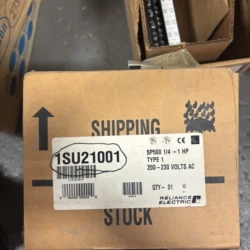 SHIPPING
1SU21001
SP500 1/4 - 1 HP
TYPE 1
200 - 230 VOLTS AC
QTY - 01
RELIANCE
ELECTRIC
STOCK